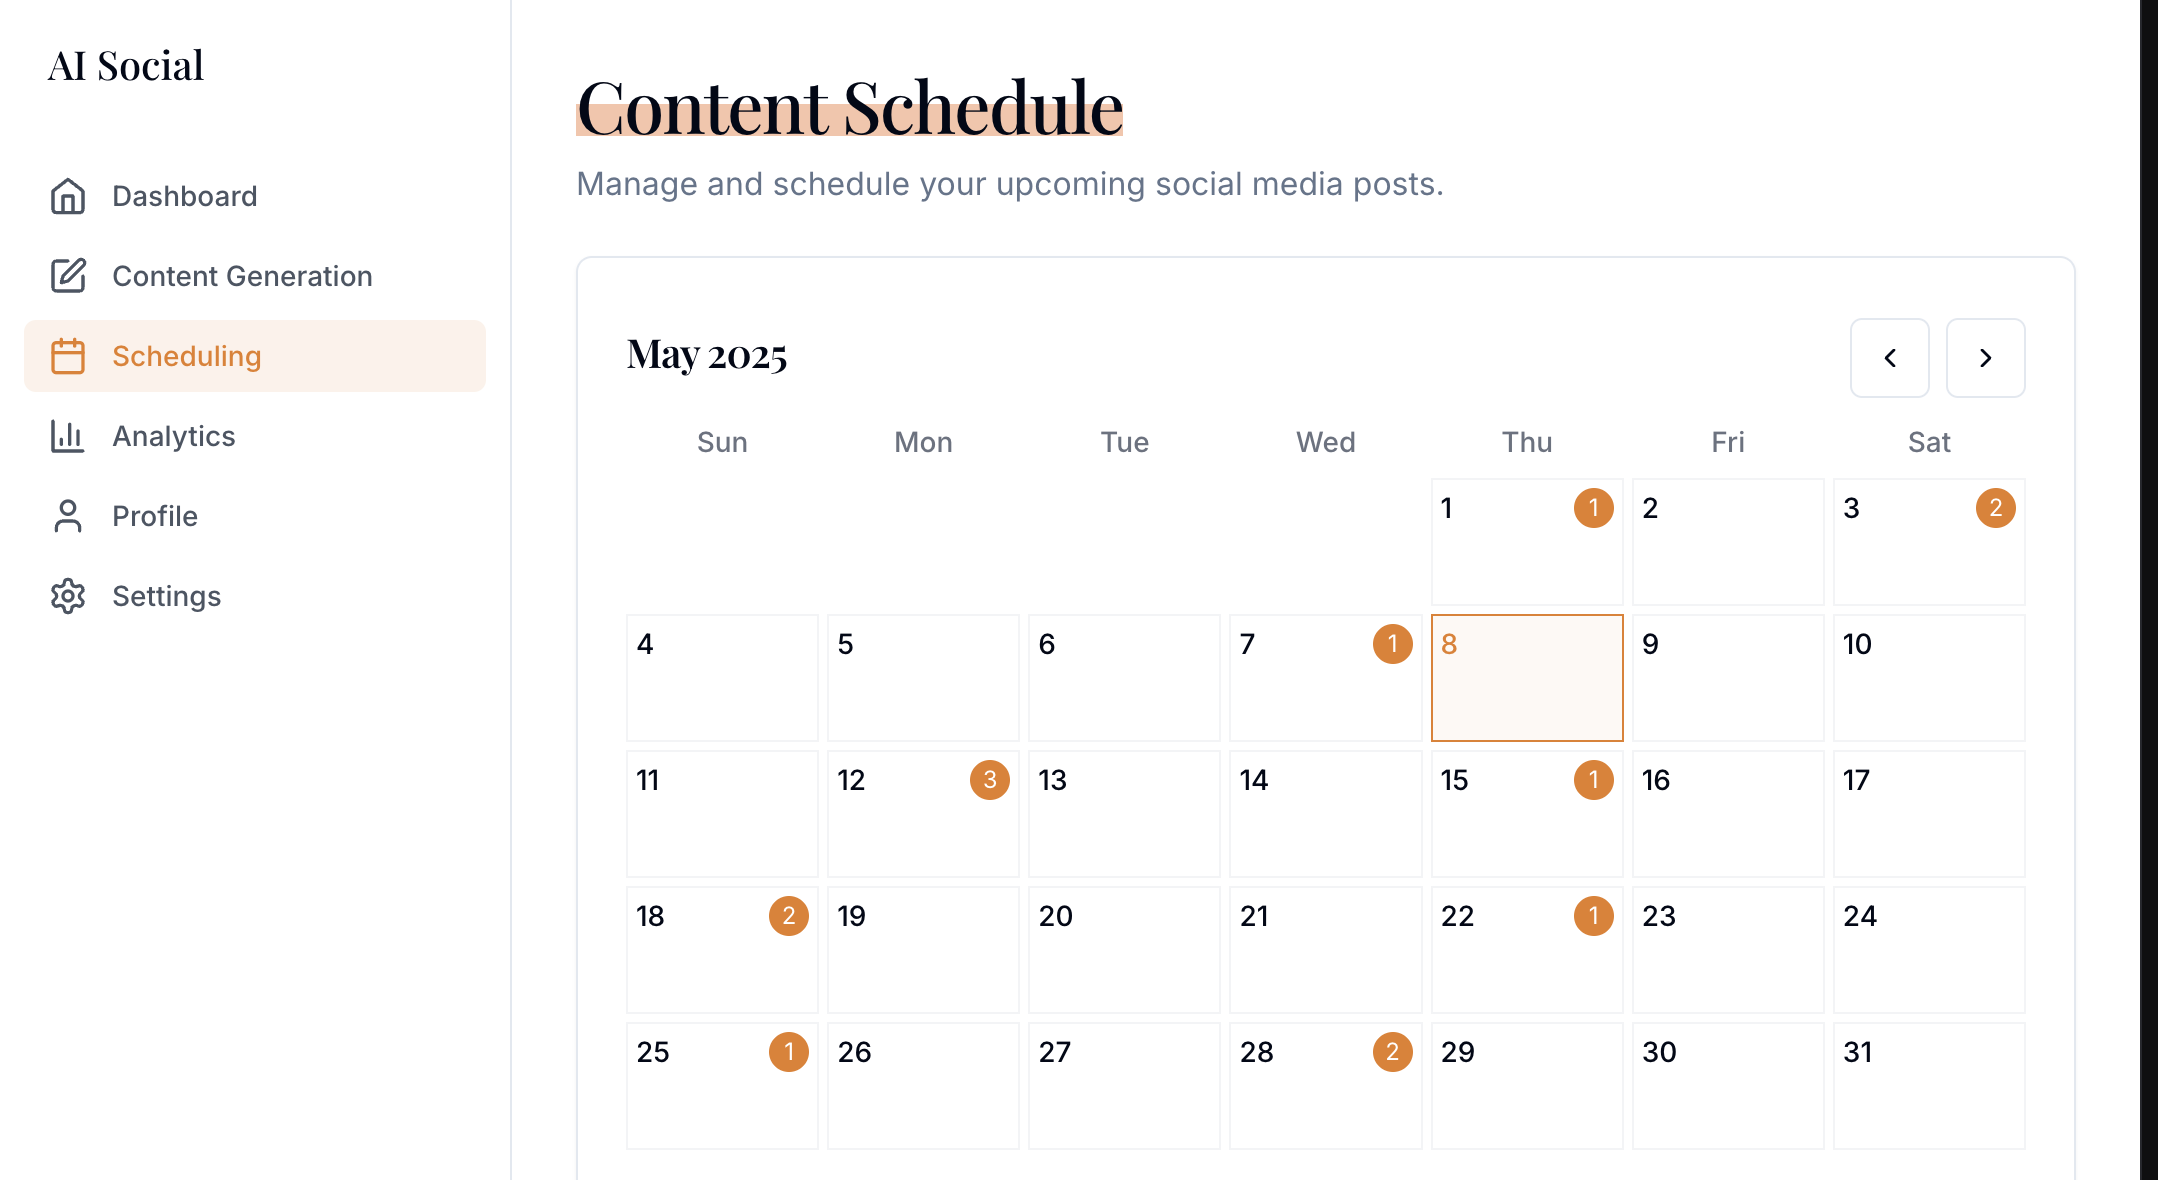 AI Social
Dashboard
Content Generation
Scheduling
Analytics
Profile
Settings
Content Schedule
Manage and schedule your upcoming social media posts.
May 2025
Sun Mon Tue Wed Thu Fri Sat
1 1 2 3 2
4 5 6 7 1 8 9 10
11 12 3 13 14 15 1 16 17
18 2 19 20 21 22 1 23 24
25 1 26 27 28 2 29 30 31